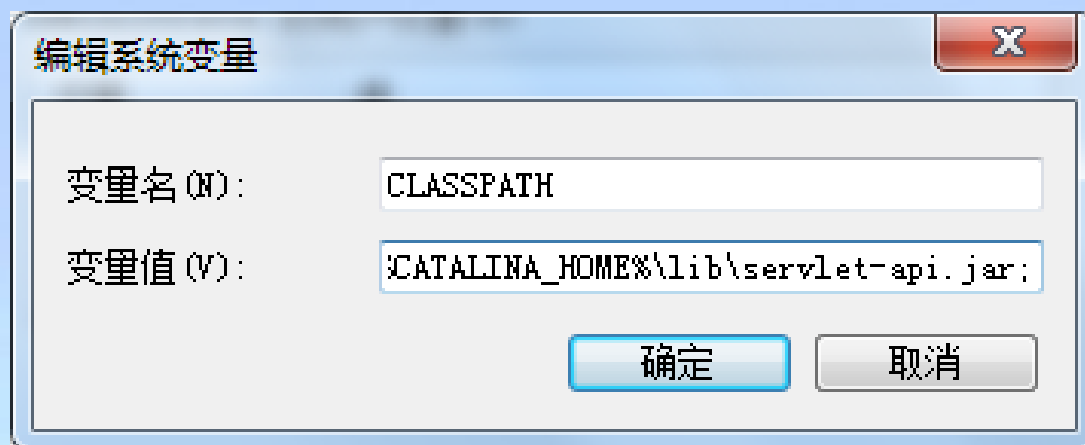 编辑系统变量
变量名(N):
CLASSPATH
变量值(V):
CATALINA_HOME%\lib\servlet-api.jar;
确定
取消